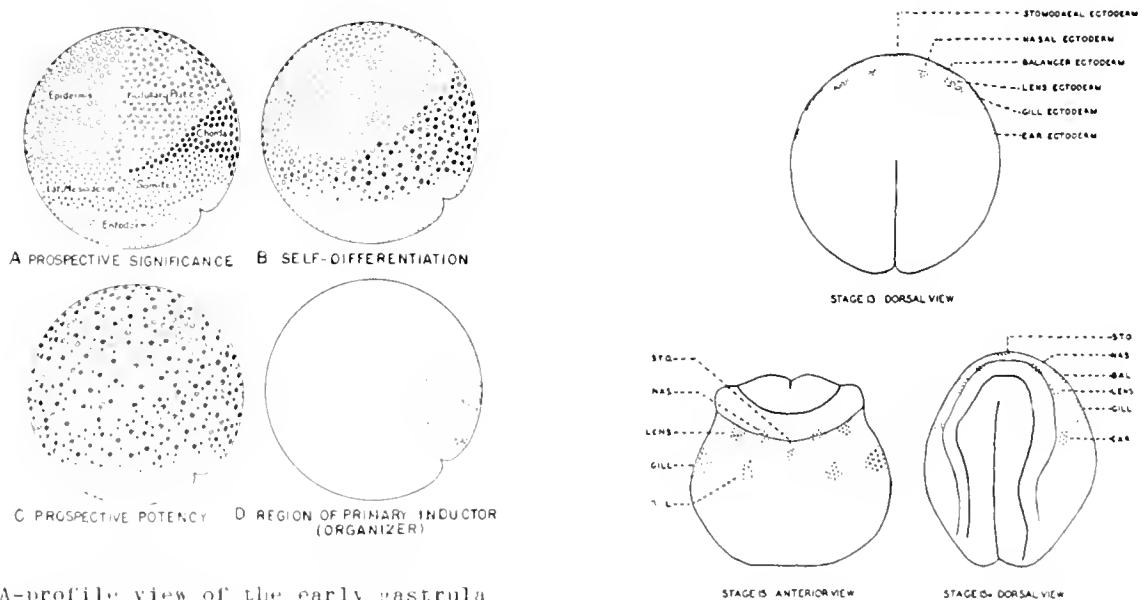 Epidermis
Medullary Plate
Chorda
Lat. Mesoderm
Somites
Entoderm
A PROSPECTIVE SIGNIFICANCE
B SELF-DIFFERENTIATION
C PROSPECTIVE POTENCY
D REGION OF PRIMARY INDUCTOR
(ORGANIZER)
A-profile view of the early gastrula
STOMODAEAL ECTODERM
NASAL ECTODERM
BALANGER ECTODERM
LENS ECTODERM
GILL ECTODERM
EAR ECTODERM
STAGE 13 DORSAL VIEW
STO
NAS
LENS
GILL
STAGE 15 ANTERIOR VIEW
STO
NAS
BAL
LENS
GILL
EAR
STAGE 15+ DORSAL VIEW